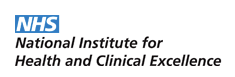 NHS
National Institute for
Health and Clinical Excellence